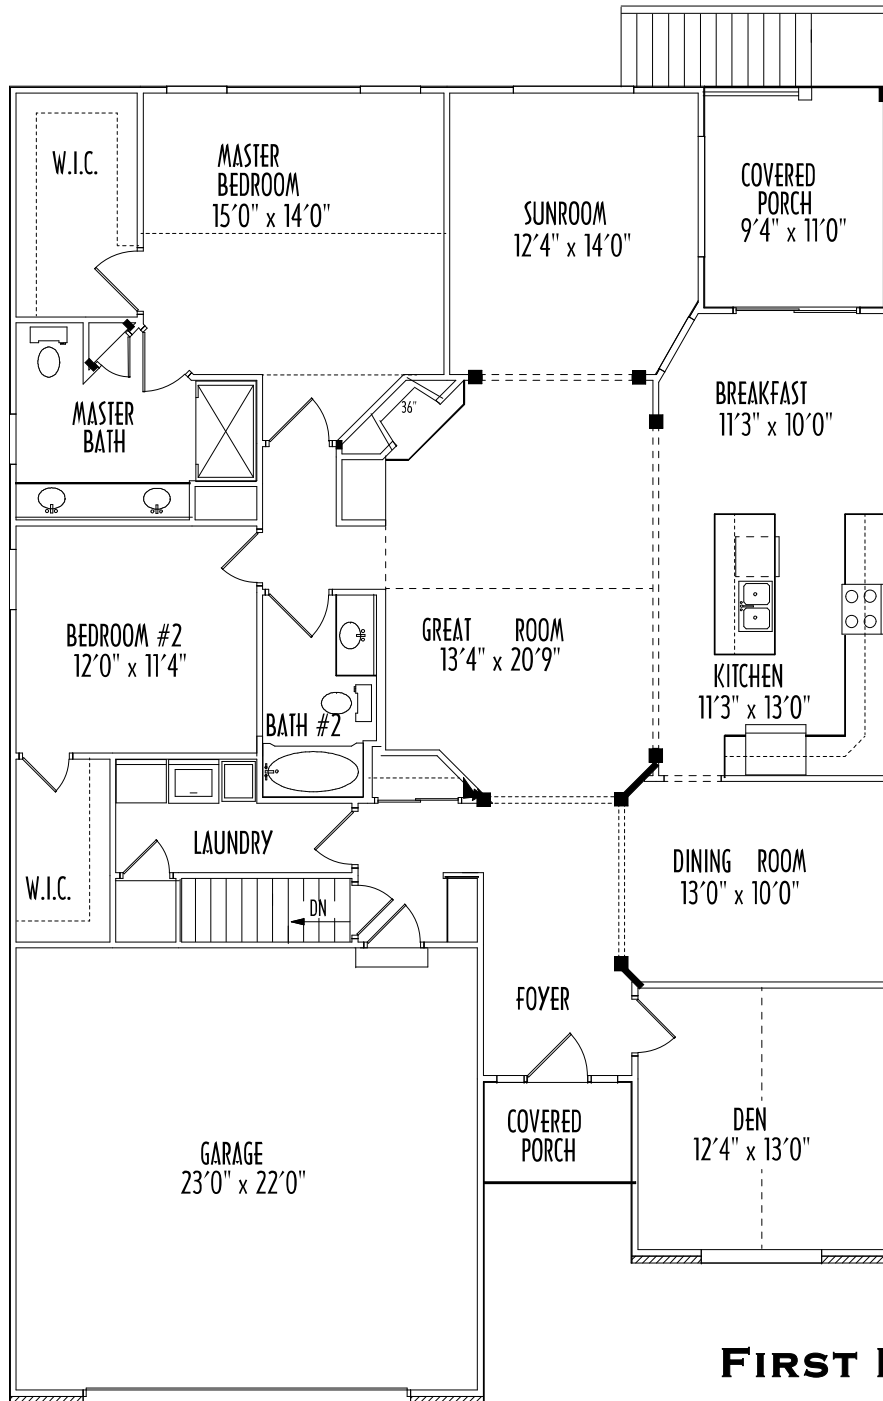 W.I.C.
MASTER
BEDROOM
15'0" x 14'0"
SUNROOM
12'4" x 14'0"
COVERED
PORCH
9'4" x 11'0"
MASTER
BATH
36"
BREAKFAST
11'3" x 10'0"
BEDROOM #2
12'0" x 11'4"
GREAT ROOM
13'4" x 20'9"
KITCHEN
11'3" x 13'0"
BATH #2
LAUNDRY
W.I.C.
DN
DINING ROOM
13'0" x 10'0"
FOYER
COVERED
PORCH
DEN
12'4" x 13'0"
GARAGE
23'0" x 22'0"
FIRST